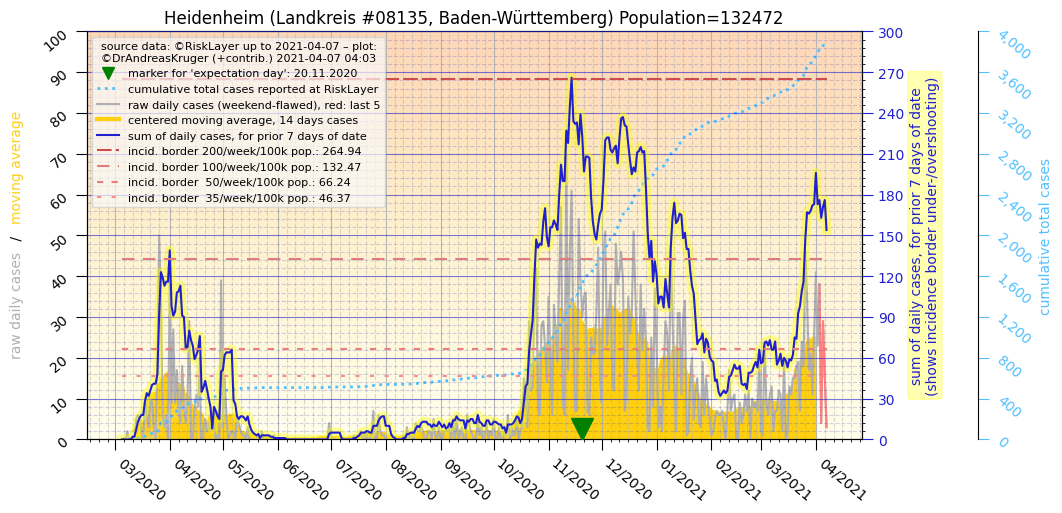 Heidenheim (Landkreis #08135, Baden-Württemberg) Population=132472
source data: ©RiskLayer up to 2021-04-07 – plot:
©DrAndreasKruger (+contrib.) 2021-04-07 04:03
marker for 'expectation day': 20.11.2020
cumulative total cases reported at RiskLayer
raw daily cases (weekend-flawed), red: last 5
centered moving average, 14 days cases
sum of daily cases, for prior 7 days of date
incid. border 200/week/100k pop.: 264.94
incid. border 100/week/100k pop.: 132.47
incid. border  50/week/100k pop.: 66.24
incid. border  35/week/100k pop.: 46.37
raw daily cases / moving average
100
90
80
70
60
50
40
30
20
10
0
03/2020
04/2020
05/2020
06/2020
07/2020
08/2020
09/2020
10/2020
11/2020
12/2020
01/2021
02/2021
03/2021
04/2021
300
270
240
210
180
150
120
90
60
30
0
sum of daily cases, for prior 7 days of date
(shows incidence border under-/overshooting)
4,000
3,600
3,200
2,800
2,400
2,000
1,600
1,200
800
400
0
cumulative total cases